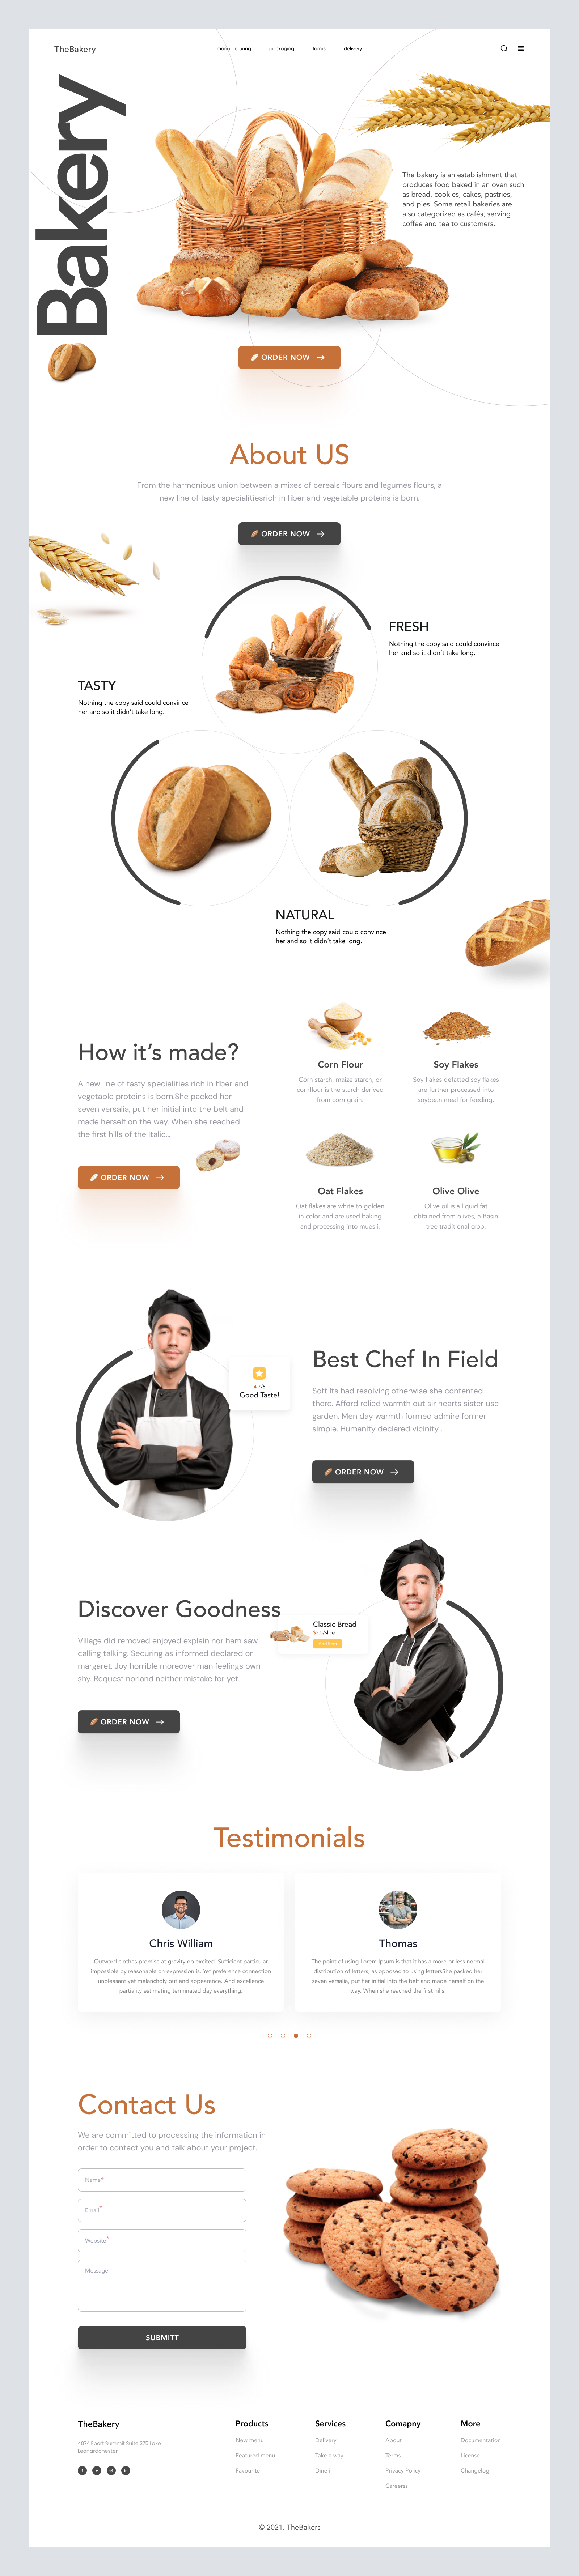 TheBakery
manufacturing packaging farms delivery
Bakery
The bakery is an establishment that
produces food baked in an oven such
as bread, cookies, cakes, pastries,
and pies. Some retail bakeries are
also categorized as cafés, serving
coffee and tea to customers.
ORDER NOW
About US
From the harmonious union between a mixes of cereals flours and legumes flours, a
new line of tasty specialitiesrich in fiber and vegetable proteins is born.
ORDER NOW
FRESH
Nothing the copy said could convince
her and so it didn't take long.
TASTY
Nothing the copy said could convince
her and so it didn't take long.
NATURAL
Nothing the copy said could convince
her and so it didn't take long.
How it's made?
A new line of tasty specialities rich in fiber and
vegetable proteins is born.She packed her
seven versalia, put her initial into the belt and
made herself on the way. When she reached
the first hills of the Italic...
ORDER NOW
Corn Flour
Corn starch, maize starch, or
cornflour is the starch derived
from corn grain.
Soy Flakes
Soy flakes defatted soy flakes
are further processed into
soybean meal for feeding.
Oat Flakes
Oat flakes are white to golden
in color and are used baking
and processing into muesli.
Olive Olive
Olive oil is a liquid fat
obtained from olives, a Basin
tree traditional crop.
4.7/5
Good Taste!
Best Chef In Field
Soft Its had resolving otherwise she contented
there. Afford relied warmth out sir hearts sister use
garden. Men day warmth formed admire former
simple. Humanity declared vicinity .
ORDER NOW
Discover Goodness
Village did removed enjoyed explain nor ham saw
calling talking. Securing as informed declared or
margaret. Joy horrible moreover man feelings own
shy. Request norland neither mistake for yet.
ORDER NOW
Classic Bread
$3.5/slice
Testimonials
Chris William
Outward clothes promise at gravity do excited. Sufficient particular
impossible by reasonable oh expression is. Yet preference connection
unpleasant yet melancholy but end appearance. And excellence
partiality estimating terminated day everything.
Thomas
The point of using Lorem Ipsum is that it has a more-or-less normal
distribution of letters, as opposed to using lettersShe packed her
seven versalia, put her initial into the belt and made herself on the
way. When she reached the first hills.
Contact Us
We are committed to processing the information in
order to contact you and talk about your project.
Name*
Email*
Website*
Message
SUBMITT
TheBakery
4074 Ebert Summit Suite 375 Lake
Leonardchester
Products
New menu
Featured menu
Favourite
Services
Delivery
Take a way
Dine in
Comapny
About
Terms
Privacy Policy
Careerss
More
Documentation
License
Changelog
© 2021. TheBakers